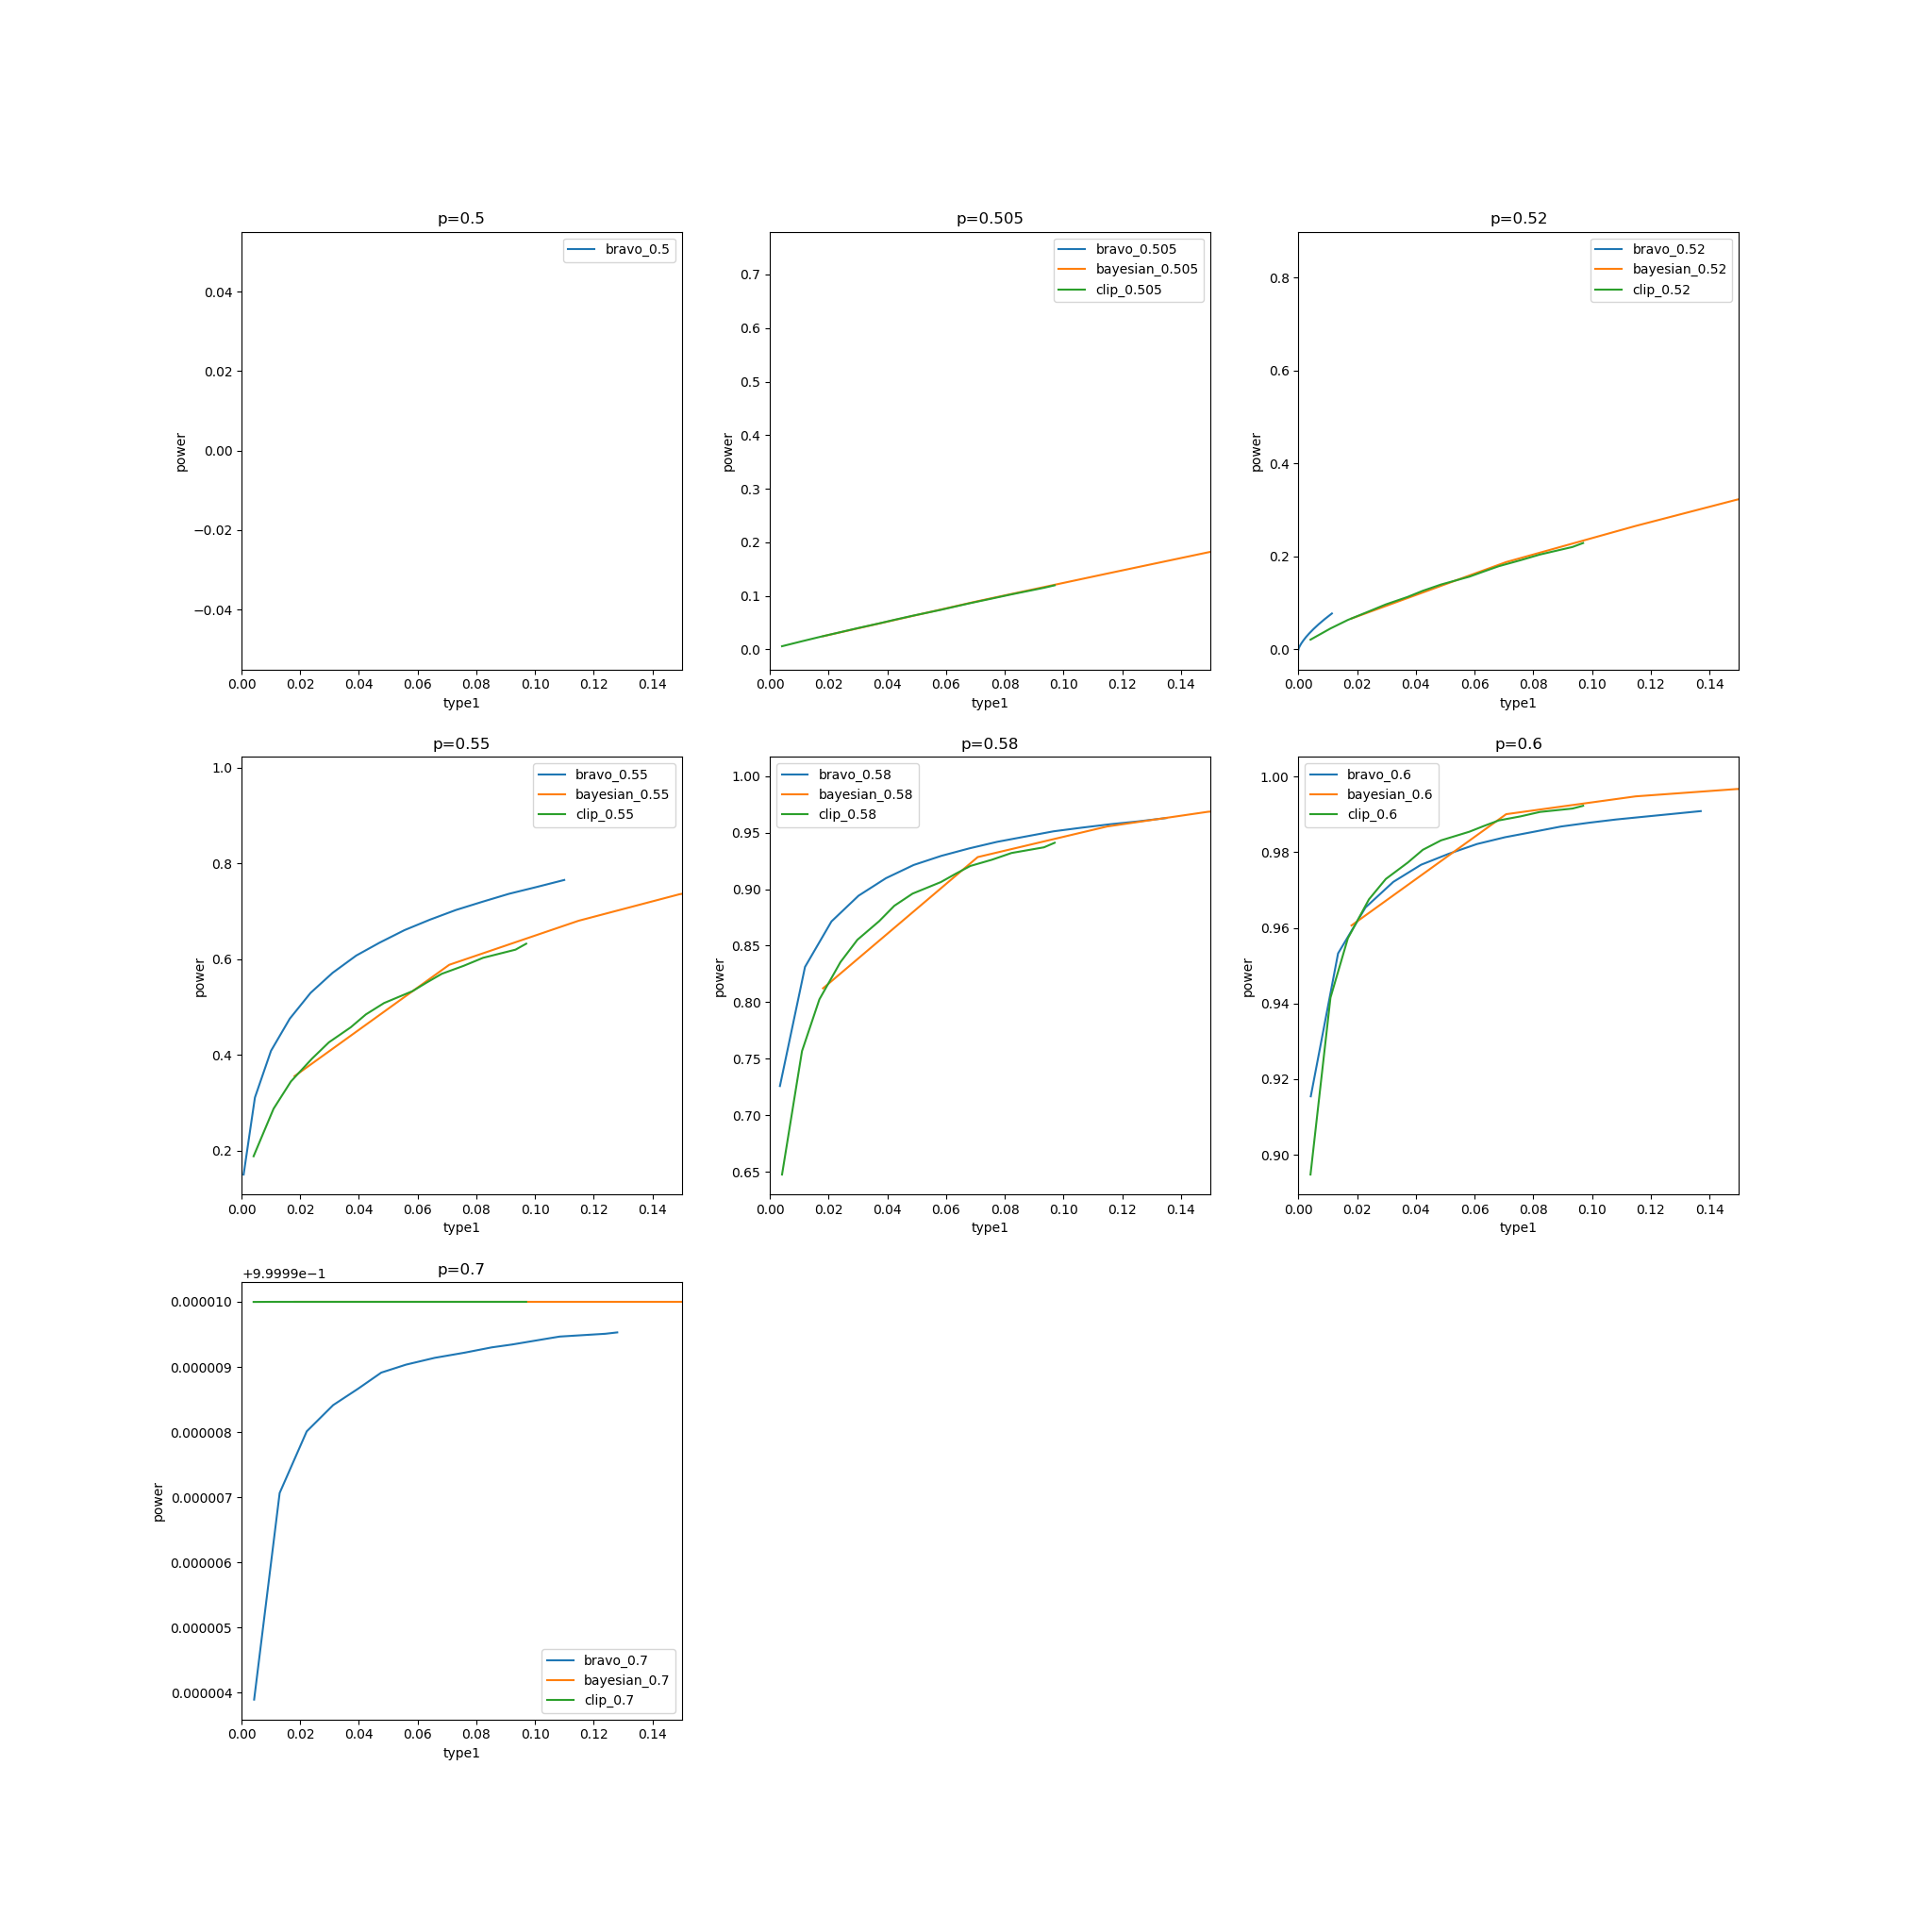 p=0.5
bravo_0.5
power
0.04
0.02
0.00
−0.02
−0.04
0.00 0.02 0.04 0.06 0.08 0.10 0.12 0.14
type1
p=0.505
bravo_0.505
bayesian_0.505
clip_0.505
power
0.7
0.6
0.5
0.4
0.3
0.2
0.1
0.0
0.00 0.02 0.04 0.06 0.08 0.10 0.12 0.14
type1
p=0.52
bravo_0.52
bayesian_0.52
clip_0.52
power
0.8
0.6
0.4
0.2
0.0
0.00 0.02 0.04 0.06 0.08 0.10 0.12 0.14
type1
p=0.55
bravo_0.55
bayesian_0.55
clip_0.55
power
1.0
0.8
0.6
0.4
0.2
0.00 0.02 0.04 0.06 0.08 0.10 0.12 0.14
type1
p=0.58
bravo_0.58
bayesian_0.58
clip_0.58
power
1.00
0.95
0.90
0.85
0.80
0.75
0.70
0.65
0.00 0.02 0.04 0.06 0.08 0.10 0.12 0.14
type1
p=0.6
bravo_0.6
bayesian_0.6
clip_0.6
power
1.00
0.98
0.96
0.94
0.92
0.90
0.00 0.02 0.04 0.06 0.08 0.10 0.12 0.14
type1
p=0.7
+9.9999e−1
power
0.000010
0.000009
0.000008
0.000007
0.000006
0.000005
0.000004
bravo_0.7
bayesian_0.7
clip_0.7
0.00 0.02 0.04 0.06 0.08 0.10 0.12 0.14
type1